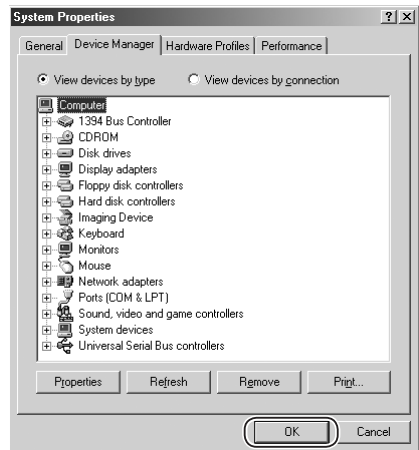 System Properties
General Device Manager Hardware Profiles Performance
View devices by type View devices by connection
Computer
1394 Bus Controller
CDROM
Disk drives
Display adapters
Floppy disk controllers
Hard disk controllers
Imaging Device
Keyboard
Monitors
Mouse
Network adapters
Ports (COM & LPT)
Sound, video and game controllers
System devices
Universal Serial Bus controllers
Properties Refresh Remove Print...
OK Cancel